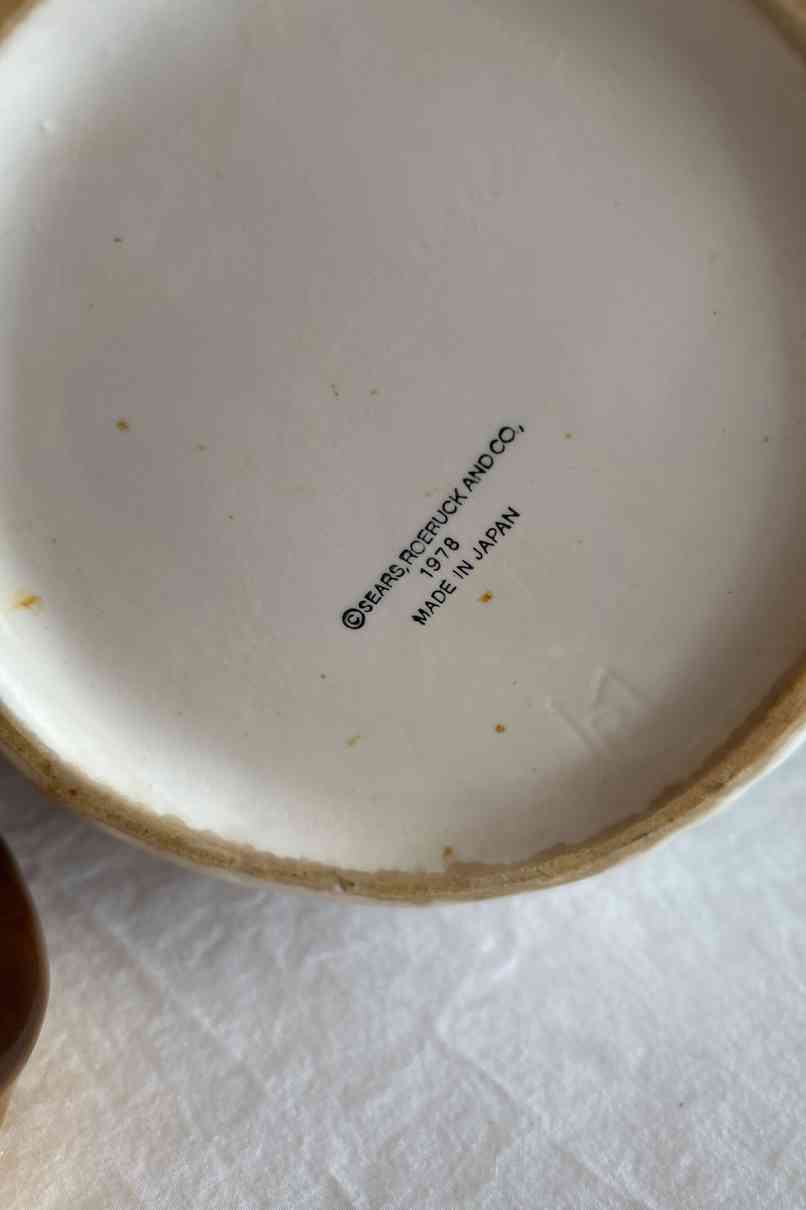 ©SEARS, ROEBUCK AND CO,
1978
MADE IN JAPAN